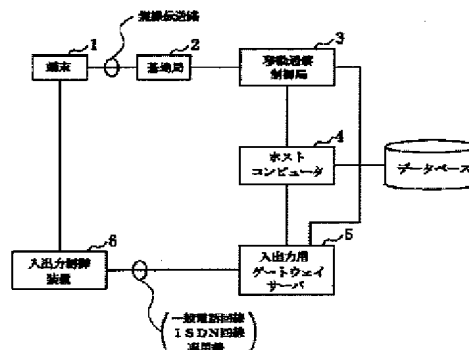 無線伝送路
1
端末
2
基地局
3
移動通信
制御局
4
ホスト
コンピュータ
データベース
5
入出力用
ゲートウェイ
サーバ
6
入出力制御
装置
一般電話回線
ISDN回線
専用線